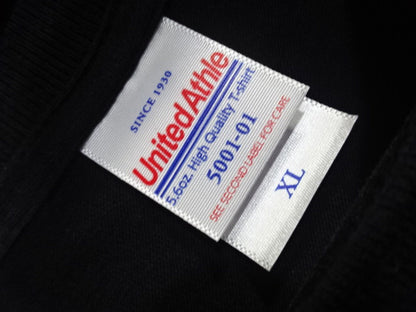 SINCE 1930
UnitedAthle
5.6oz. High Quality T-shirt
5001-01
SEE SECOND LABEL FOR CARE
XL